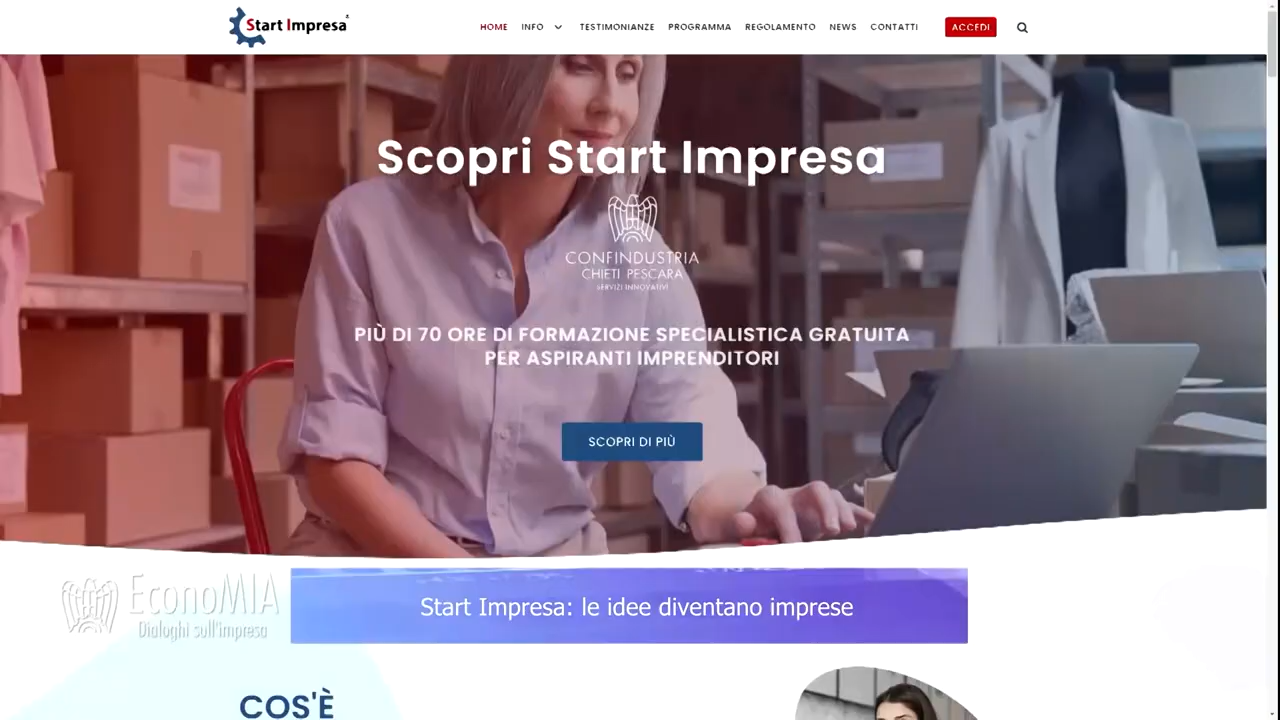 Start Impresa
HOME INFO TESTIMONIANZE PROGRAMMA REGOLAMENTO NEWS CONTATTI ACCEDI
Scopri Start Impresa
CONFINDUSTRIA
CHIETI PESCARA
SERVIZI INNOVATIVI
PIÙ DI 70 ORE DI FORMAZIONE SPECIALISTICA GRATUITA
PER ASPIRANTI IMPRENDITORI
SCOPRI DI PIÙ
EconoMIA
Dialoghi sull'impresa
Start Impresa: le idee diventano imprese
COS'È